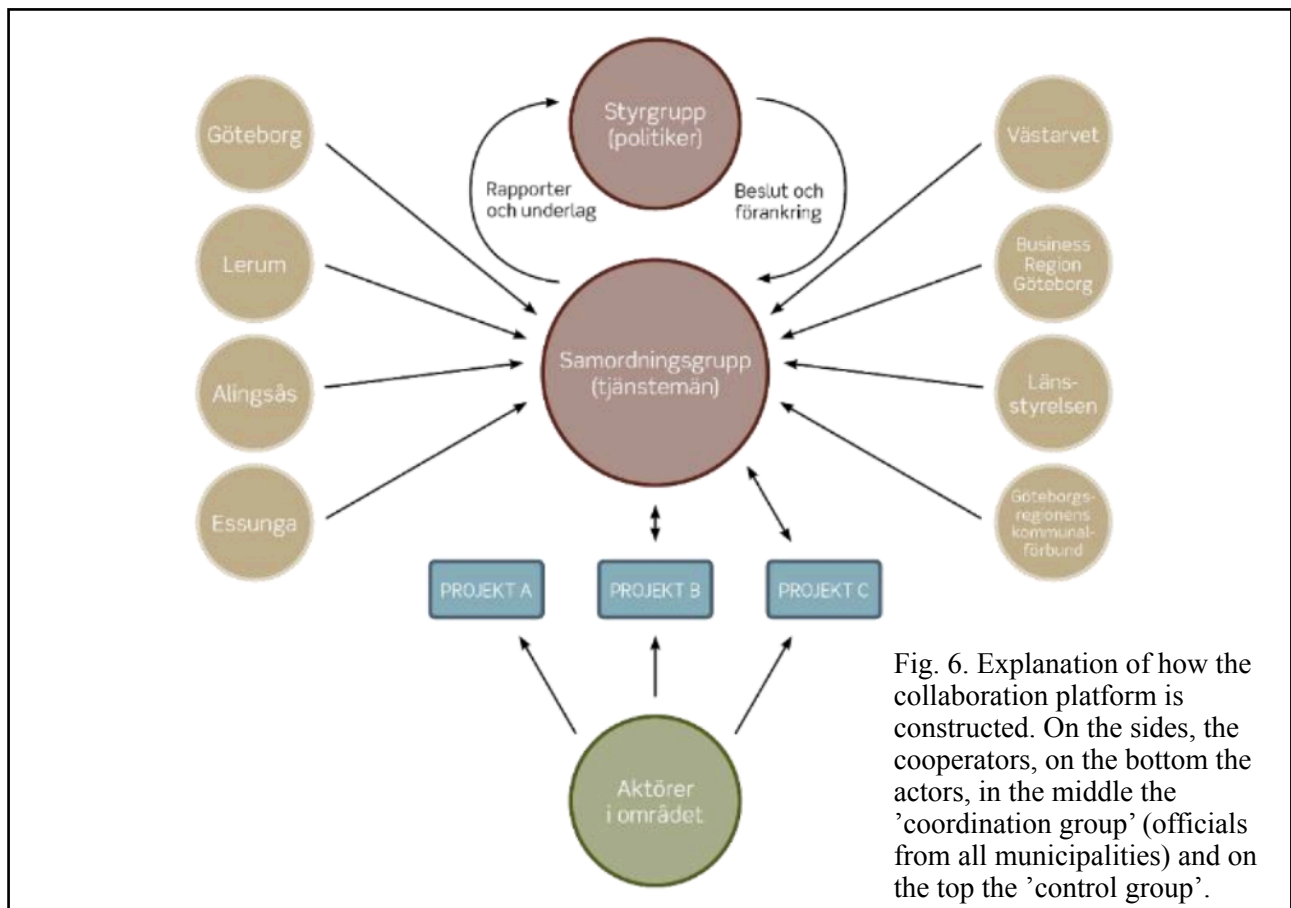 Göteborg
Lerum
Alingsås
Essunga
Styrgrupp
(politiker)
Rapporter
och underlag
Beslut och
förankring
Samordningsgrupp
(tjänstemän)
Västarvet
Business
Region
Göteborg
Läns-
styrelsen
Göteborgs-
regionens
kommunal-
förbund
PROJEKT A
PROJEKT B
PROJEKT C
Aktörer
i området
Fig. 6. Explanation of how the
collaboration platform is
constructed. On the sides, the
cooperators, on the bottom the
actors, in the middle the
’coordination group’ (officials
from all municipalities) and on
the top the ’control group’.